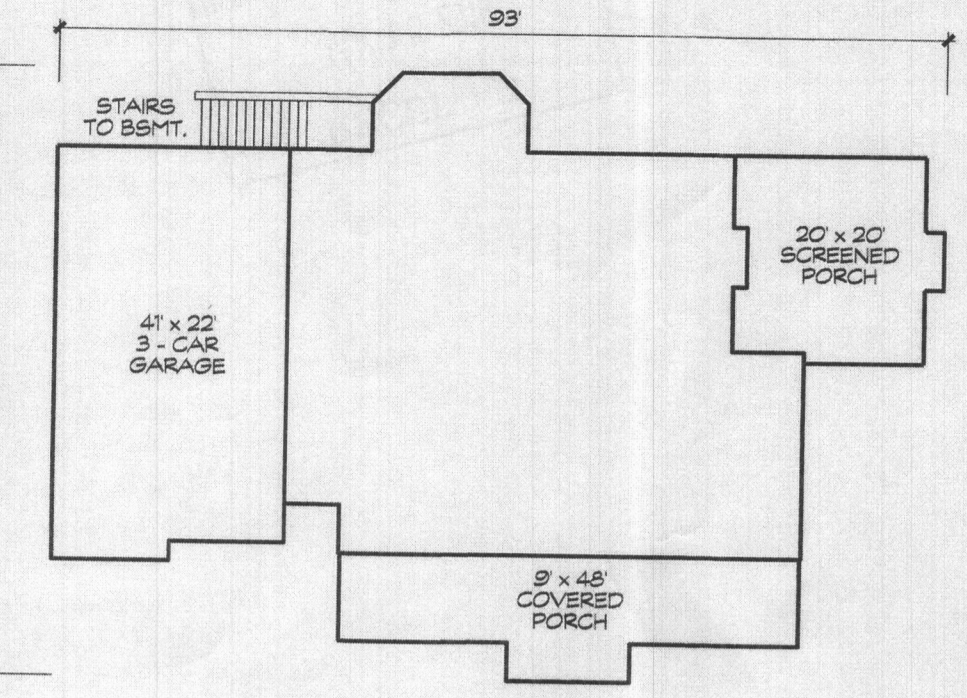 93'
STAIRS
TO BSMT.
20' x 20'
SCREENED
PORCH
41' x 22'
3 - CAR
GARAGE
9' x 48'
COVERED
PORCH